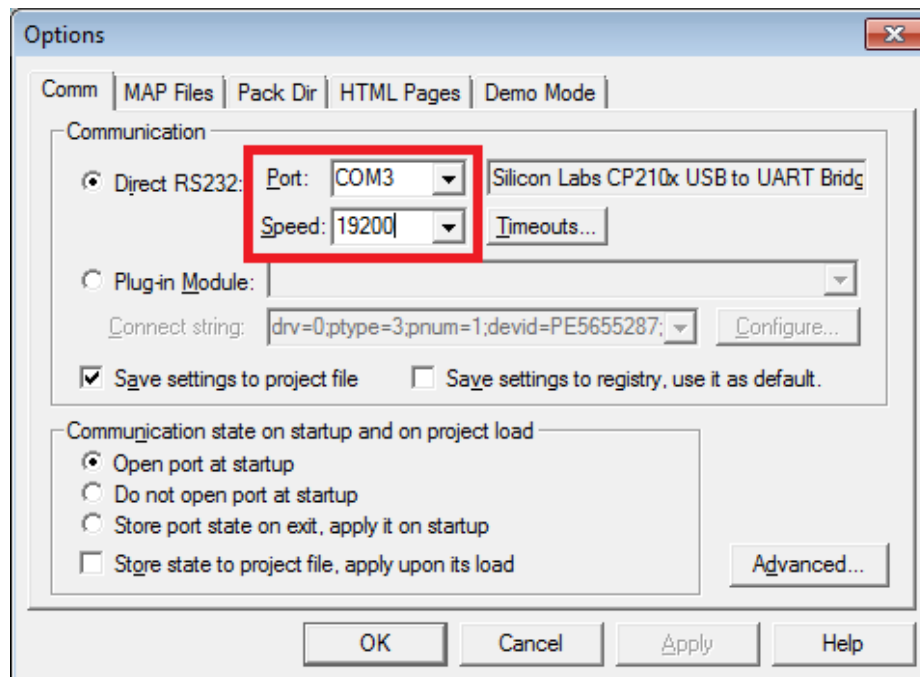 Options
Comm MAP Files Pack Dir HTML Pages Demo Mode
Communication
Direct RS232: Port: COM3 Silicon Labs CP210x USB to UART Bridg
Speed: 19200 Timeouts...
Plug-in Module:
Connect string: drv=0;ptype=3;pnum=1;devid=PE5655287; Configure...
Save settings to project file Save settings to registry, use it as default.
Communication state on startup and on project load
Open port at startup
Do not open port at startup
Store port state on exit, apply it on startup
Store state to project file, apply upon its load Advanced...
OK Cancel Apply Help